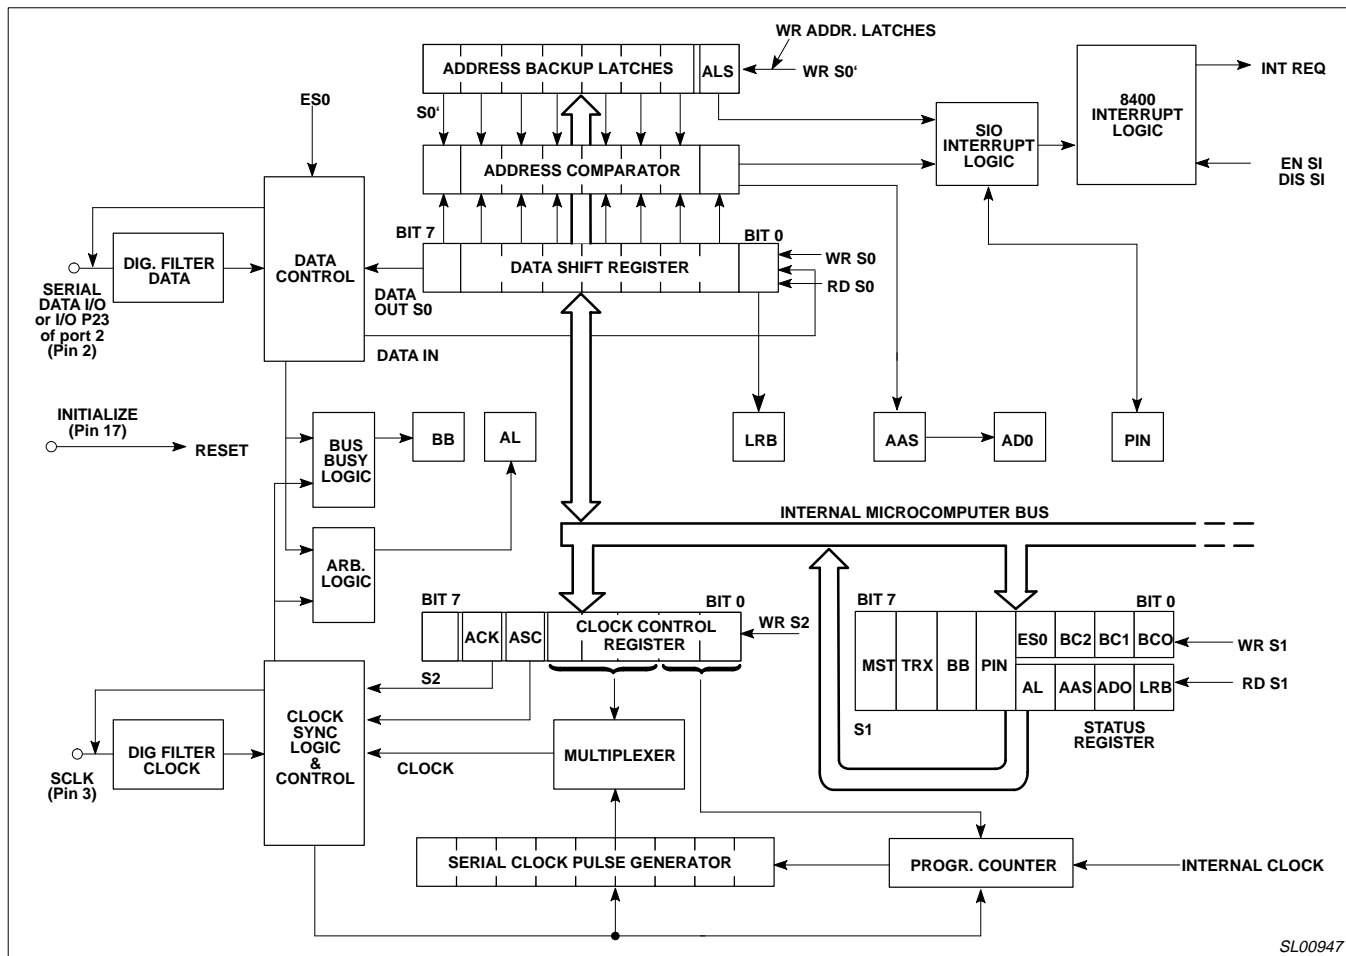 WR ADDR. LATCHES
ADDRESS BACKUP LATCHES
ALS
WR S0‘
INT REQ
ES0
S0‘
8400
INTERRUPT
LOGIC
SIO
INTERRUPT
LOGIC
ADDRESS COMPARATOR
EN SI
DIS SI
BIT 7
BIT 0
DIG. FILTER
DATA
DATA
CONTROL
DATA SHIFT REGISTER
WR S0
RD S0
SERIAL
DATA I/O
or I/O P23
of port 2
(Pin 2)
DATA
OUT S0
DATA IN
INITIALIZE
(Pin 17)
RESET
BUS
BUSY
LOGIC
BB
AL
LRB
AAS
AD0
PIN
INTERNAL MICROCOMPUTER BUS
ARB.
LOGIC
BIT 7
BIT 0
ACK
ASC
CLOCK CONTROL
REGISTER
WR S2
BIT 7
BIT 0
MST
TRX
BB
PIN
ES0
BC2
BC1
BCO
WR S1
AL
AAS
ADO
LRB
RD S1
S1
STATUS
REGISTER
S2
CLOCK
SYNC
LOGIC
&
CONTROL
DIG FILTER
CLOCK
SCLK
(Pin 3)
CLOCK
MULTIPLEXER
SERIAL CLOCK PULSE GENERATOR
PROGR. COUNTER
INTERNAL CLOCK
SL00947